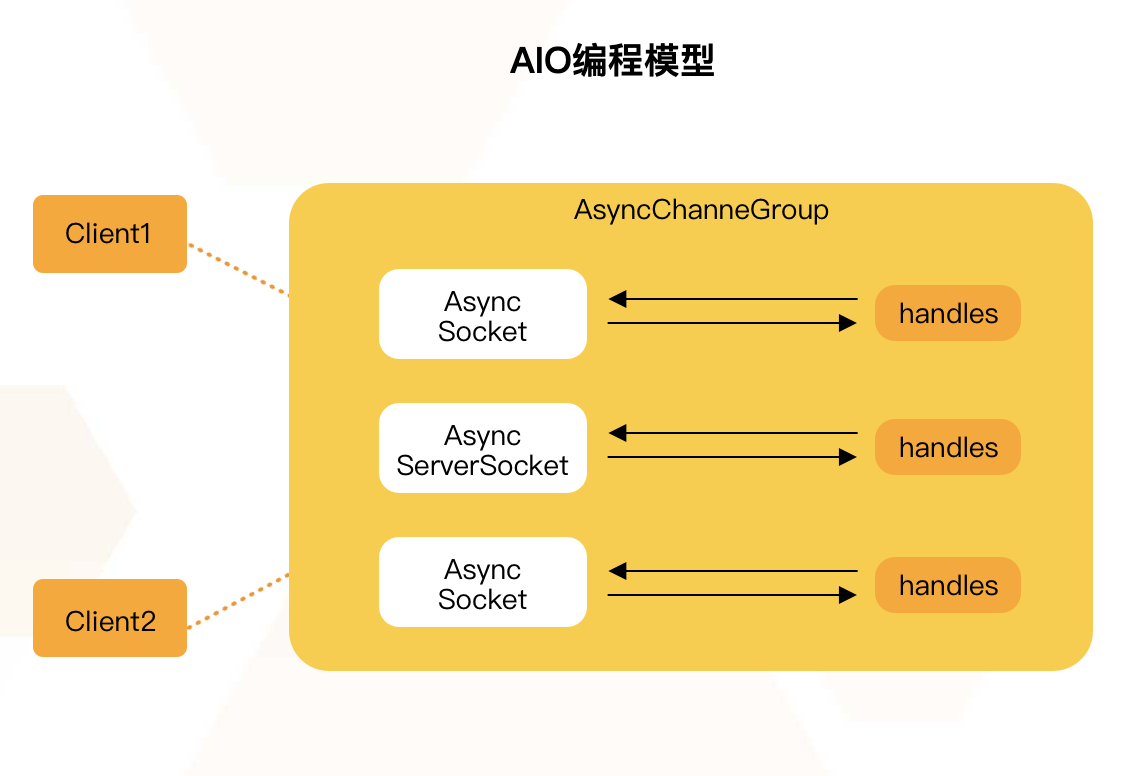 AIO编程模型
AsyncChanneGroup
Client1
Async
Socket
handles
Async
ServerSocket
handles
Async
Socket
handles
Client2